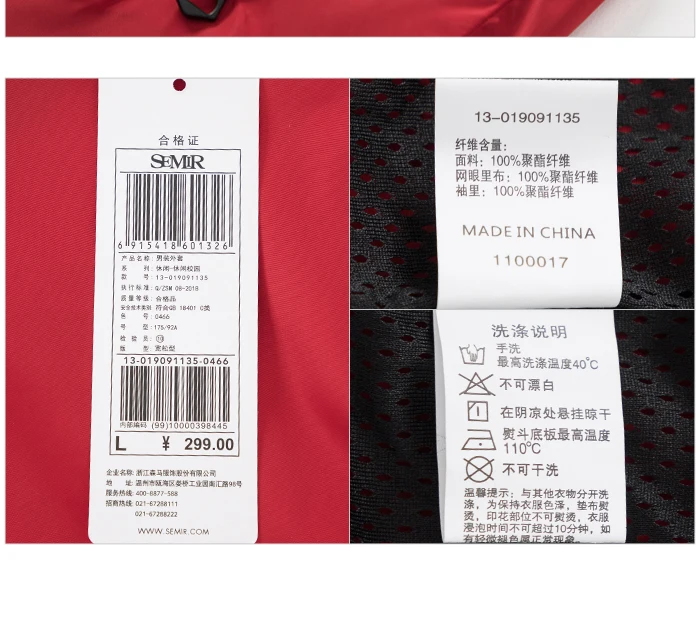 合格证
SEMIR
6 915418 601326
产品名称: 男装外套
系 列: 休闲-休闲校园
款 号: 13-019091135
执行标准: Q/ZSM 08-2018
质量等级: 合格品
安全技术类别: 符合GB 18401 C类
色 号: 0466
号 型: 175/92A
检 验 员: 
版 型: 宽松型
13-019091135-0466
内部编码 (99)10000398445
L ¥ 299.00
企业名称: 浙江森马服饰股份有限公司
地 址: 温州市瓯海区娄桥工业园南汇路98号
服务热线: 400-8877-588
招商热线: 021-67288111
021-67288222
WWW.SEMIR.COM
13-019091135
纤维含量:
面料: 100%聚酯纤维
网眼里布: 100%聚酯纤维
袖里: 100%聚酯纤维
MADE IN CHINA
1100017
洗涤说明
手洗
最高洗涤温度40℃
不可漂白
在阴凉处悬挂晾干
熨斗底板最高温度
110℃
不可干洗
温馨提示: 与其他衣物分开洗
涤, 为保持衣服色泽, 垫布熨
烫, 印花部位不可熨烫, 衣服
浸泡时间不可超过10分钟, 如
有轻微褪色属正常现象。